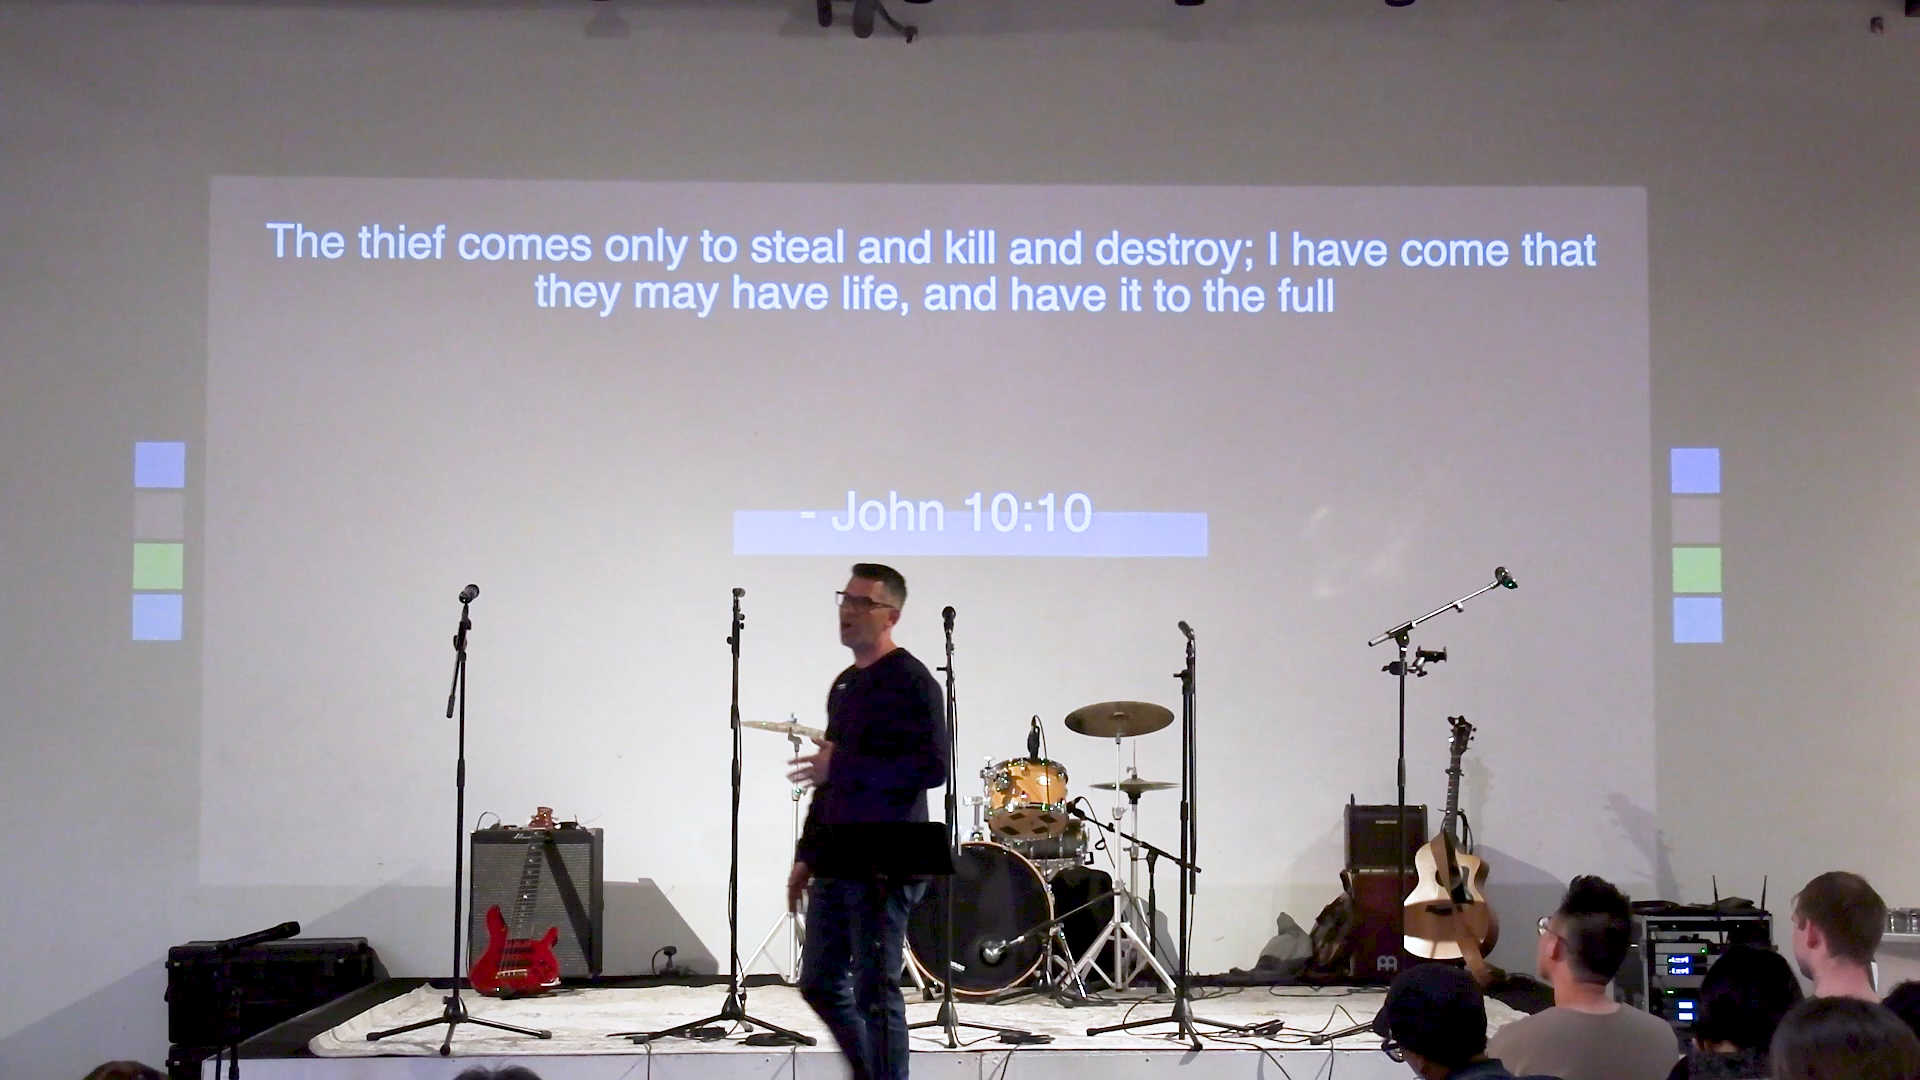 The thief comes only to steal and kill and destroy; I have come that
they may have life, and have it to the full
- John 10:10